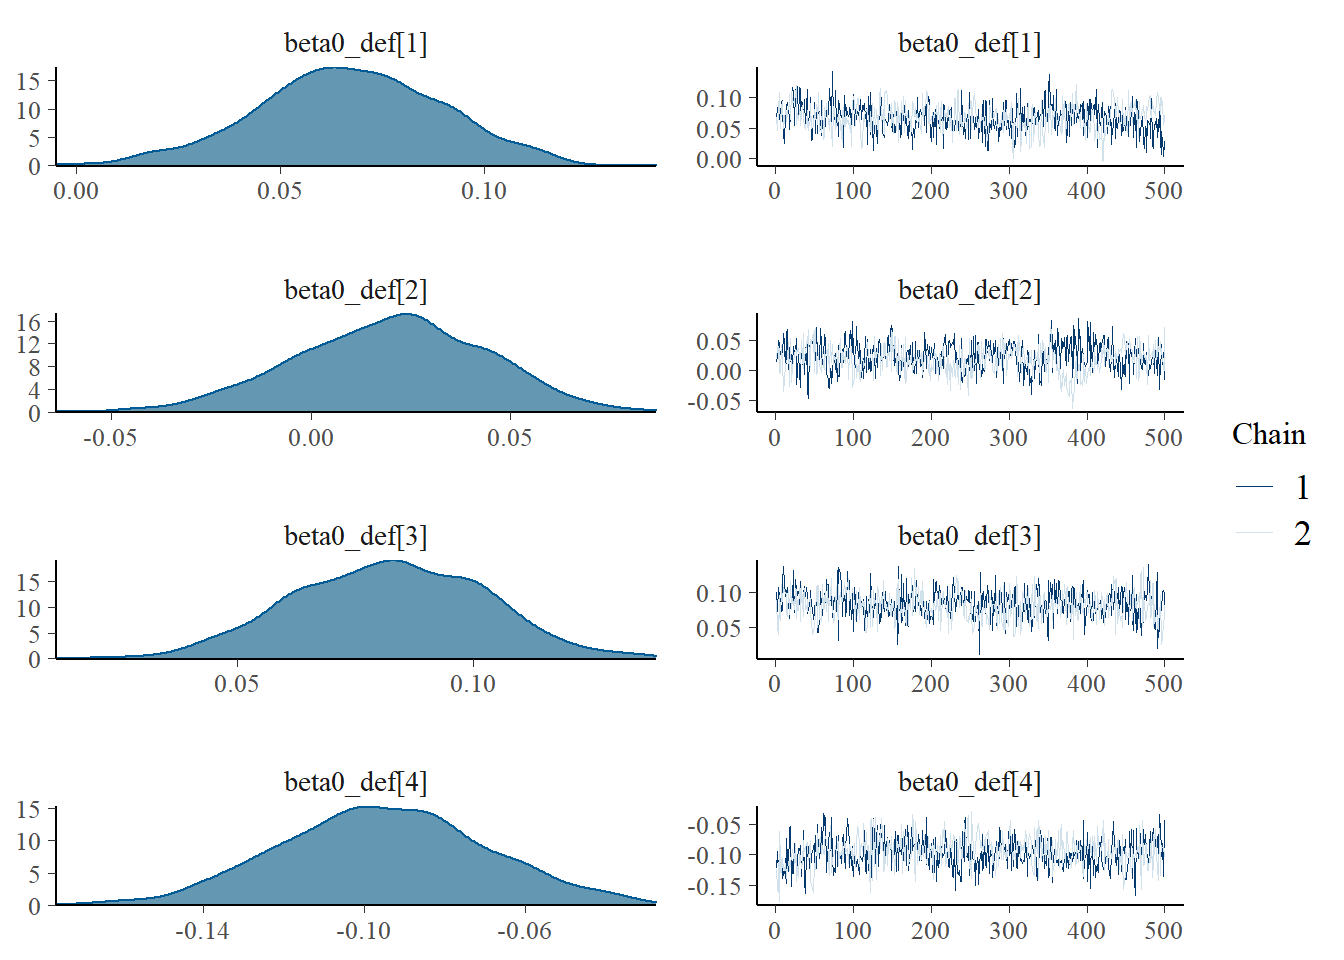 beta0_def[1] beta0_def[1]
15
10
5
0
0.00 0.05 0.10
0.10
0.05
0.00
0 100 200 300 400 500
beta0_def[2] beta0_def[2]
16
12
8
4
0
-0.05 0.00 0.05
0.05
0.00
-0.05
0 100 200 300 400 500
Chain
1
2
beta0_def[3] beta0_def[3]
15
10
5
0
0.05 0.10
0.10
0.05
0 100 200 300 400 500
beta0_def[4] beta0_def[4]
15
10
5
0
-0.14 -0.10 -0.06
-0.05
-0.10
-0.15
0 100 200 300 400 500